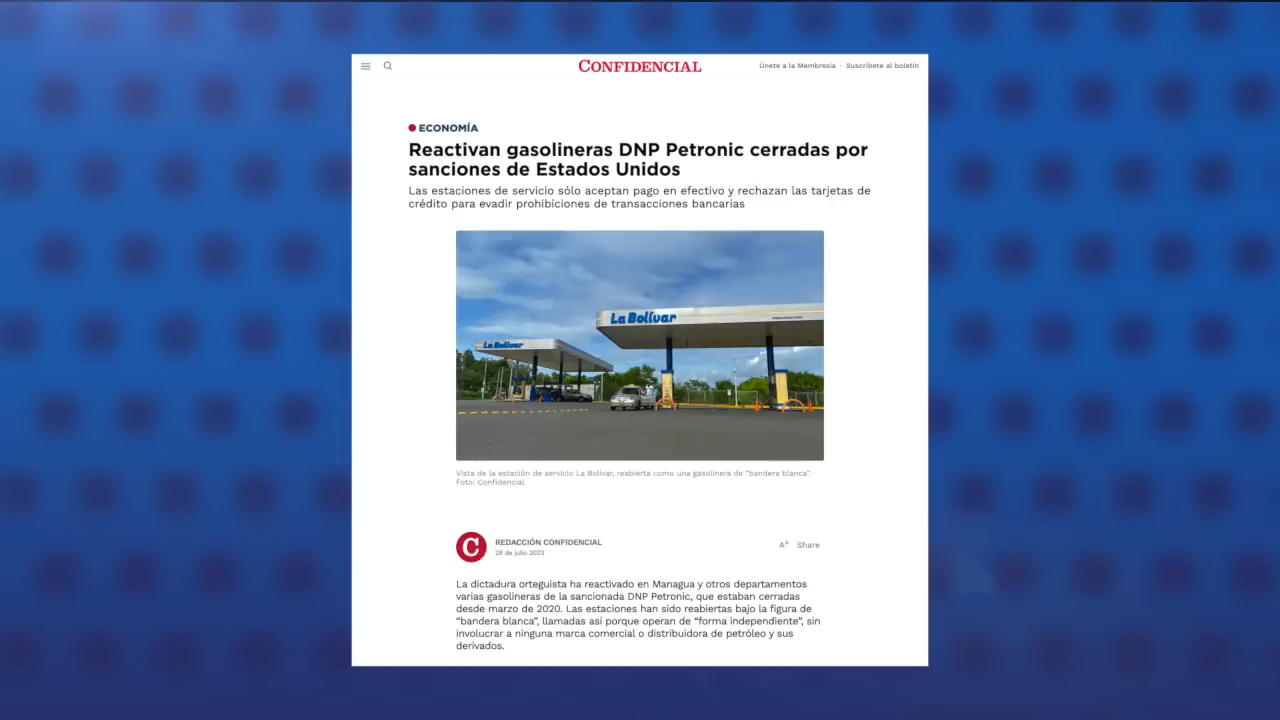 CONFIDENCIAL
Únete a la Membresía · Suscríbete al boletín
ECONOMÍA
Reactivan gasolineras DNP Petronic cerradas por
sanciones de Estados Unidos
Las estaciones de servicio sólo aceptan pago en efectivo y rechazan las tarjetas de
crédito para evadir prohibiciones de transacciones bancarias
La Bolívar
La Bolívar
Vista de la estación de servicio La Bolívar, reabierta como una gasolinera de “bandera blanca”.
Foto: Confidencial
C
REDACCIÓN CONFIDENCIAL
28 de julio 2023
AA Share
La dictadura orteguista ha reactivado en Managua y otros departamentos
varias gasolineras de la sancionada DNP Petronic, que estaban cerradas
desde marzo de 2020. Las estaciones han sido reabiertas bajo la figura de
“bandera blanca”, llamadas así porque operan de “forma independiente”, sin
involucrar a ninguna marca comercial o distribuidora de petróleo y sus
derivados.